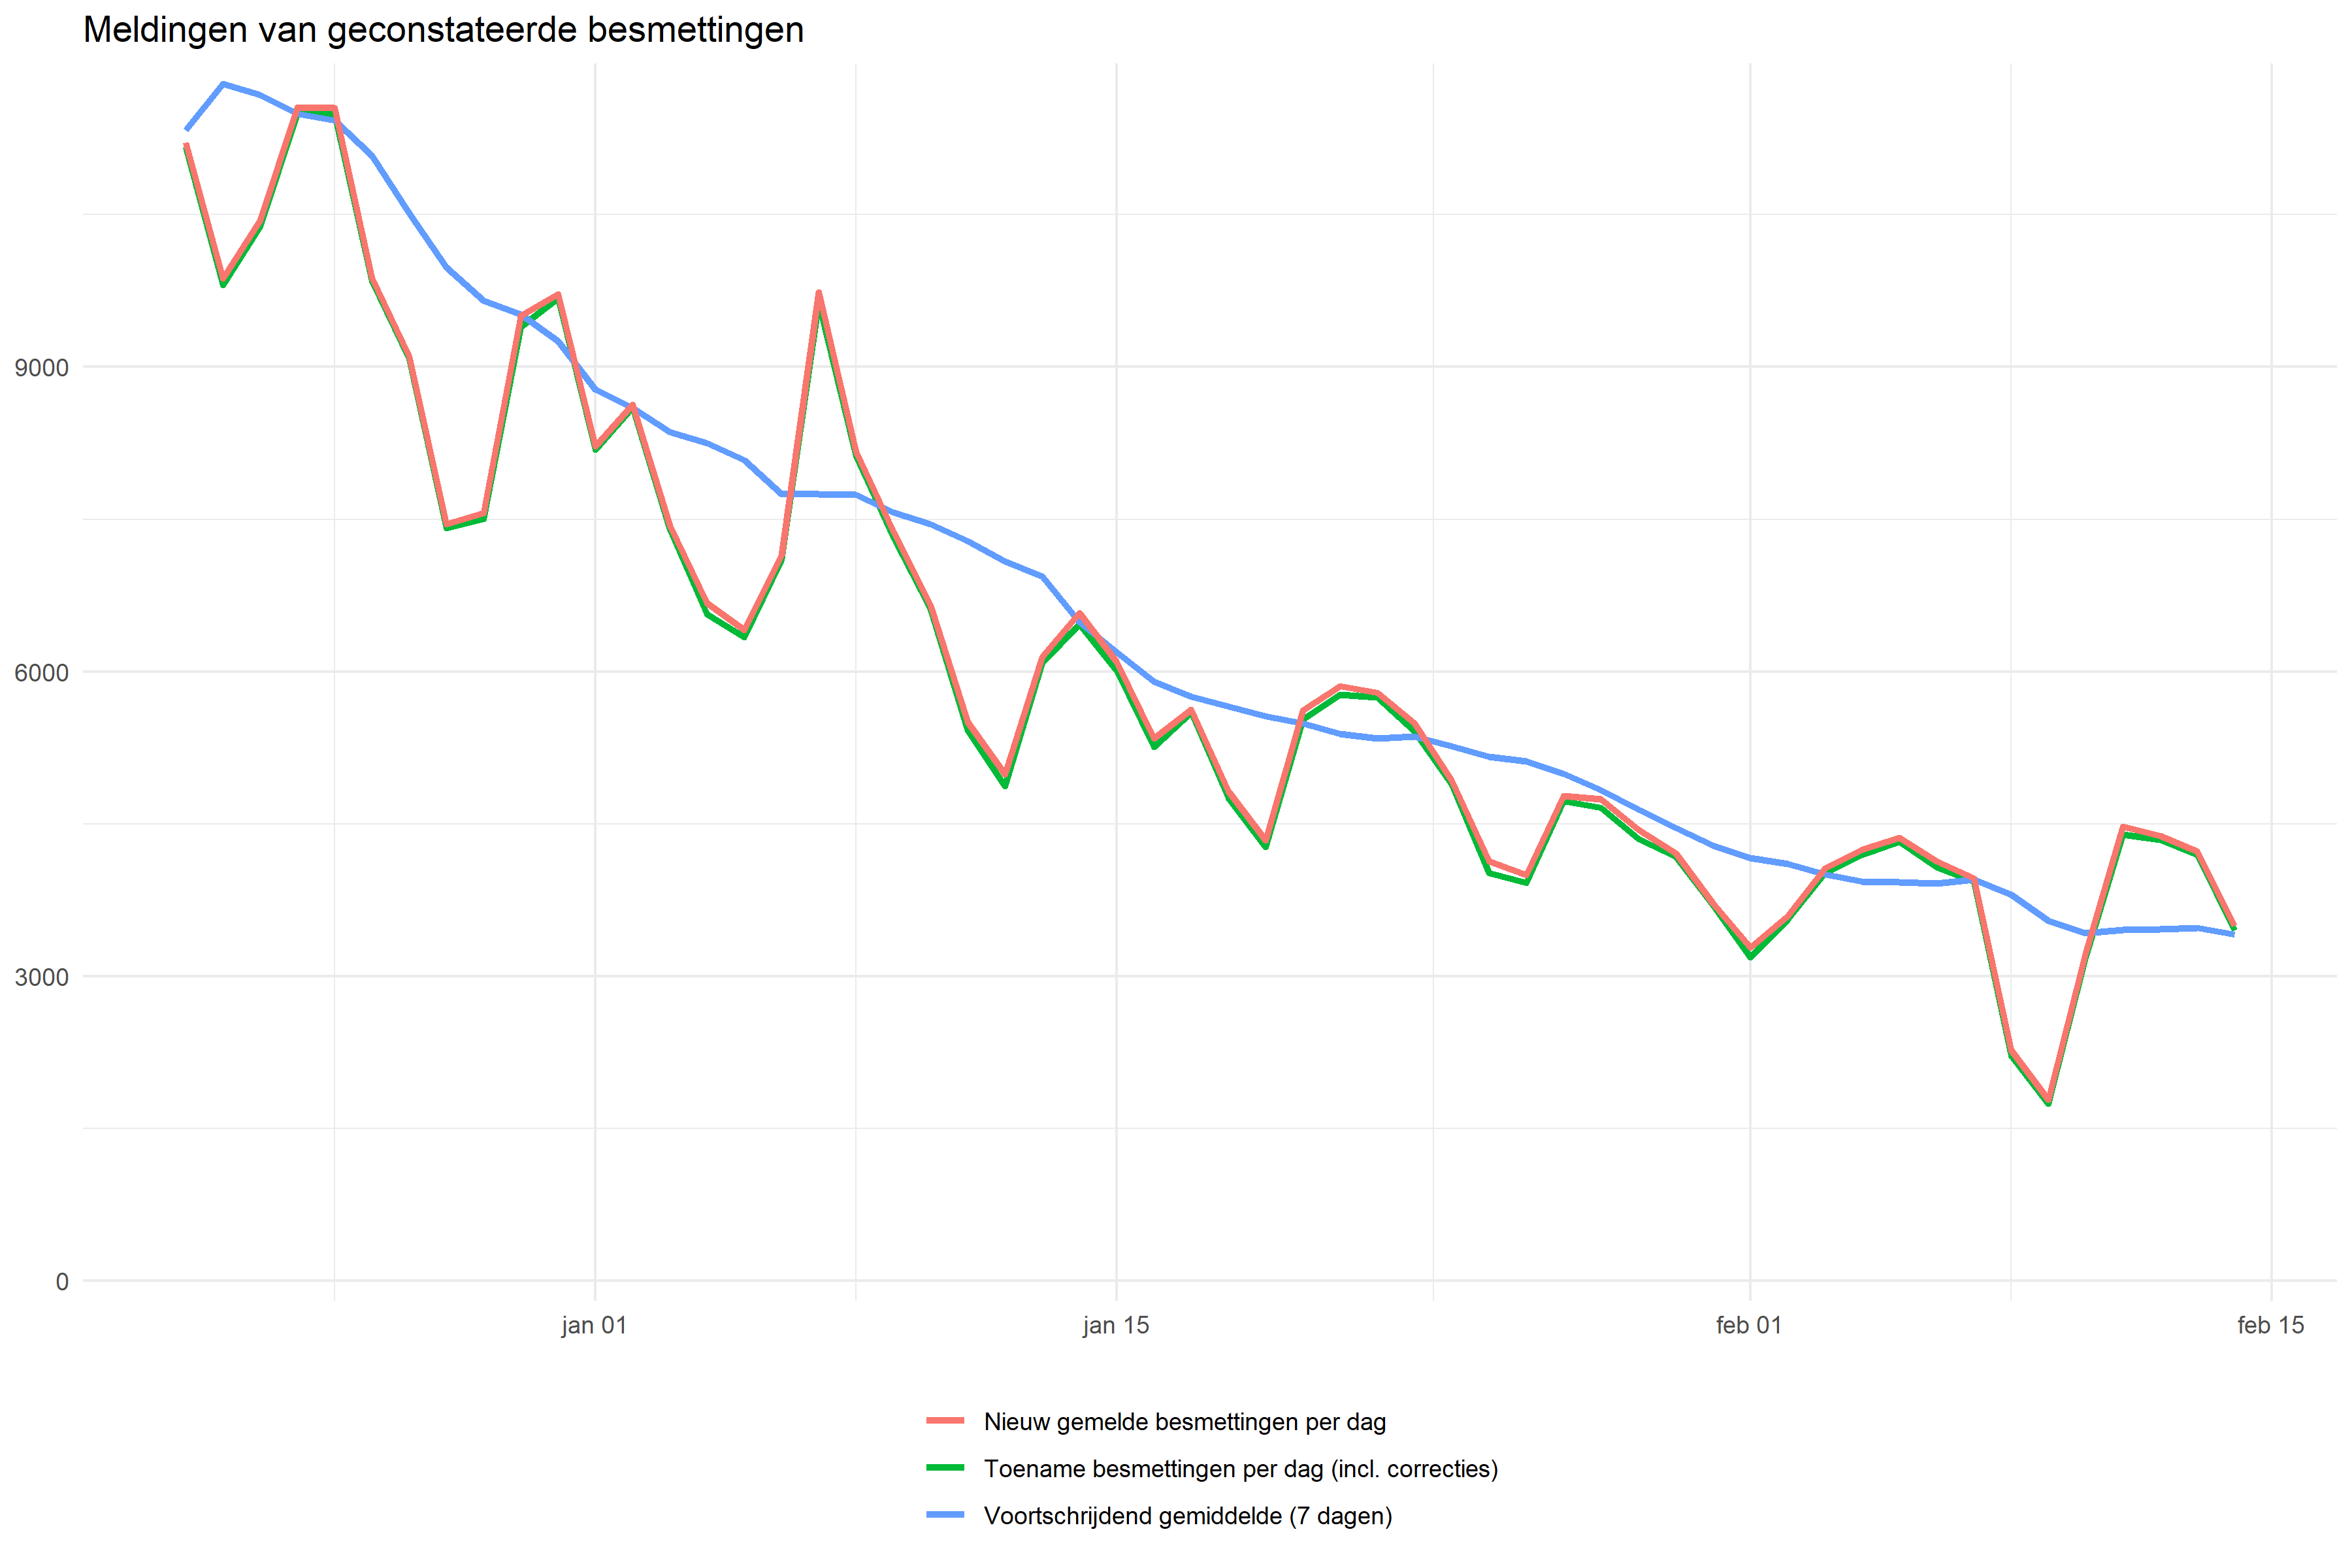 Meldingen van geconstateerde besmettingen
9000
6000
3000
0
jan 01
jan 15
feb 01
feb 15
Nieuw gemelde besmettingen per dag
Toename besmettingen per dag (incl. correcties)
Voortschrijdend gemiddelde (7 dagen)